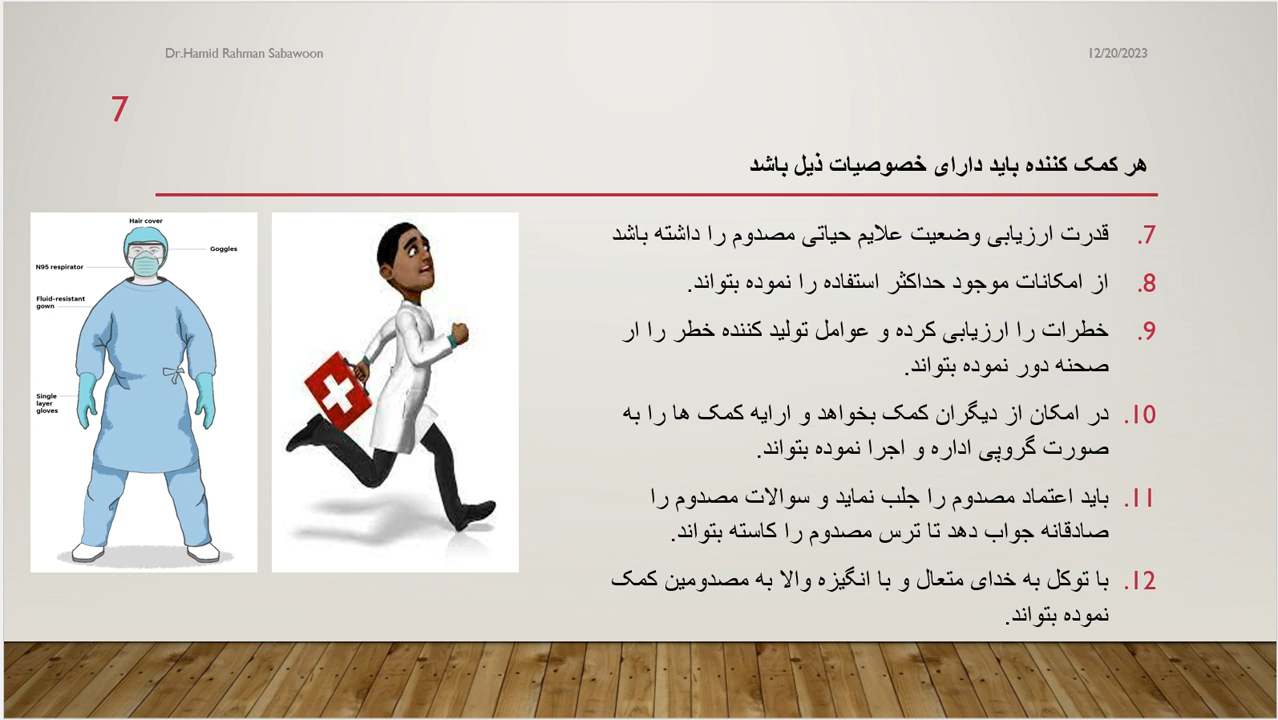 Dr.Hamid Rahman Sabawoon
12/20/2023
7
هر کمک کننده باید دارای خصوصیات ذیل باشد
7. قدرت ارزیابی وضعیت علایم حیاتی مصدوم را داشته باشد
8. از امکانات موجود حداکثر استفاده را نموده بتواند.
9. خطرات را ارزیابی کرده و عوامل تولید کننده خطر را ار
صحنه دور نموده بتواند.
10. در امکان از دیگران کمک بخواهد و ارایه کمک ها را به
صورت گروپی اداره و اجرا نموده بتواند.
11. باید اعتماد مصدوم را جلب نماید و سوالات مصدوم را
صادقانه جواب دهد تا ترس مصدوم را کاسته بتواند.
12. با توکل به خدای متعال و با انگیزه والا به مصدومین کمک
نموده بتواند.
Hair cover
Goggles
N95 respirator
Fluid-resistant
gown
Single
layer
gloves